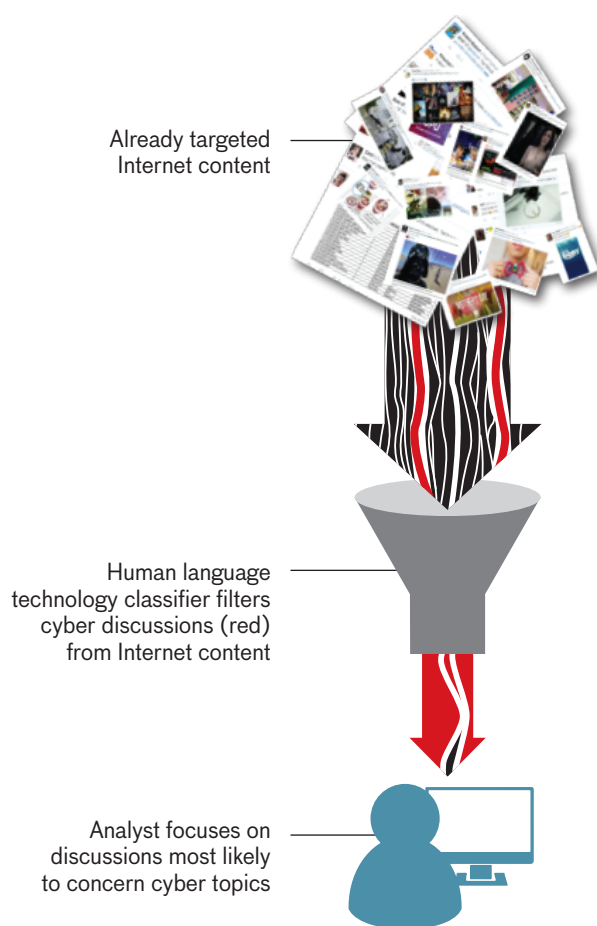 Already targeted
Internet content
Human language
technology classifier filters
cyber discussions (red)
from Internet content
Analyst focuses on
discussions most likely
to concern cyber topics